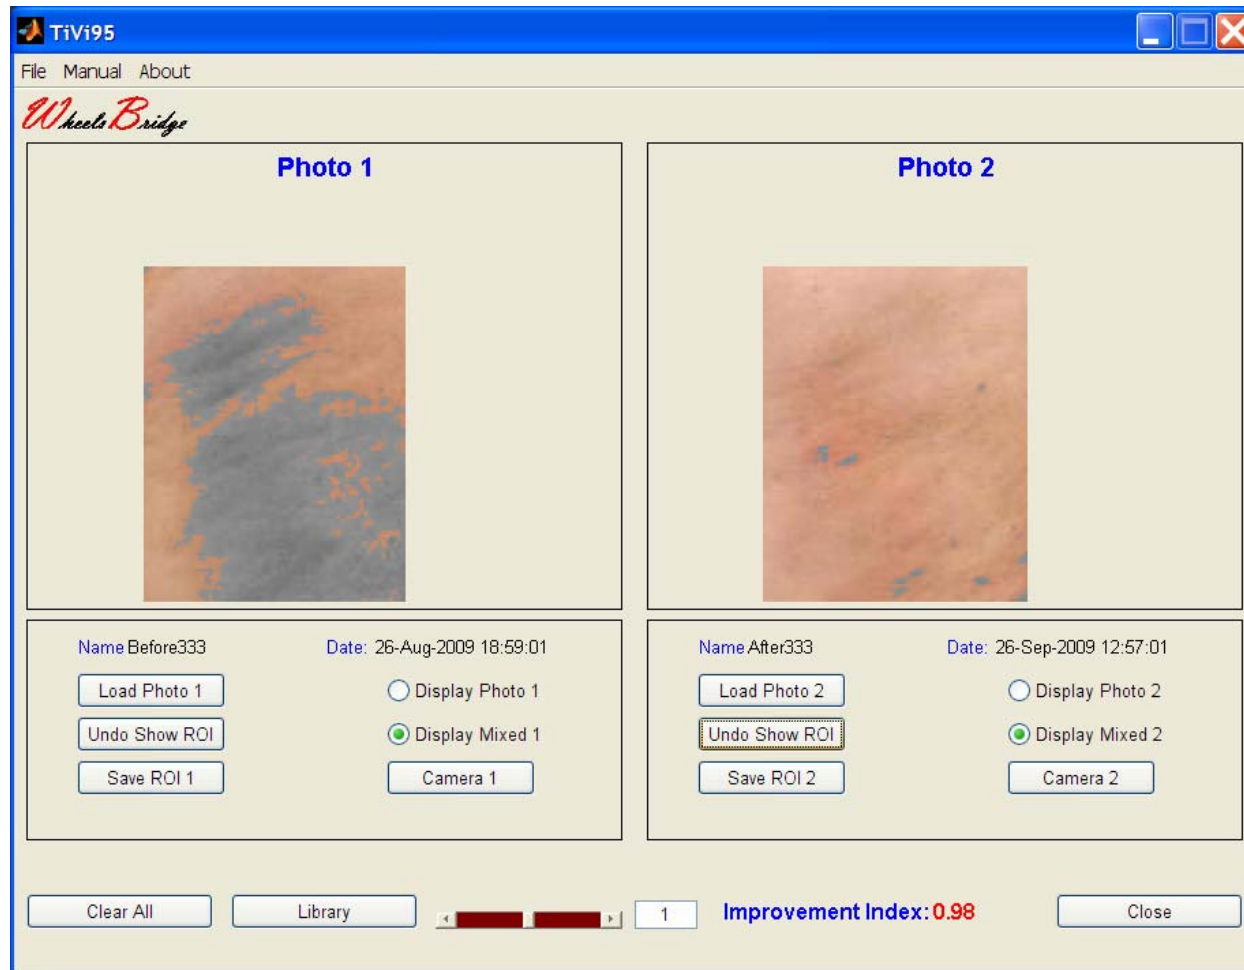 TiVi95
File Manual About
Wheels Bridge
Photo 1
Photo 2
Name Before333 Date: 26-Aug-2009 18:59:01
Load Photo 1 Display Photo 1
Undo Show ROI Display Mixed 1
Save ROI 1 Camera 1
Name After333 Date: 26-Sep-2009 12:57:01
Load Photo 2 Display Photo 2
Undo Show ROI Display Mixed 2
Save ROI 2 Camera 2
Clear All Library 1 Improvement Index: 0.98 Close